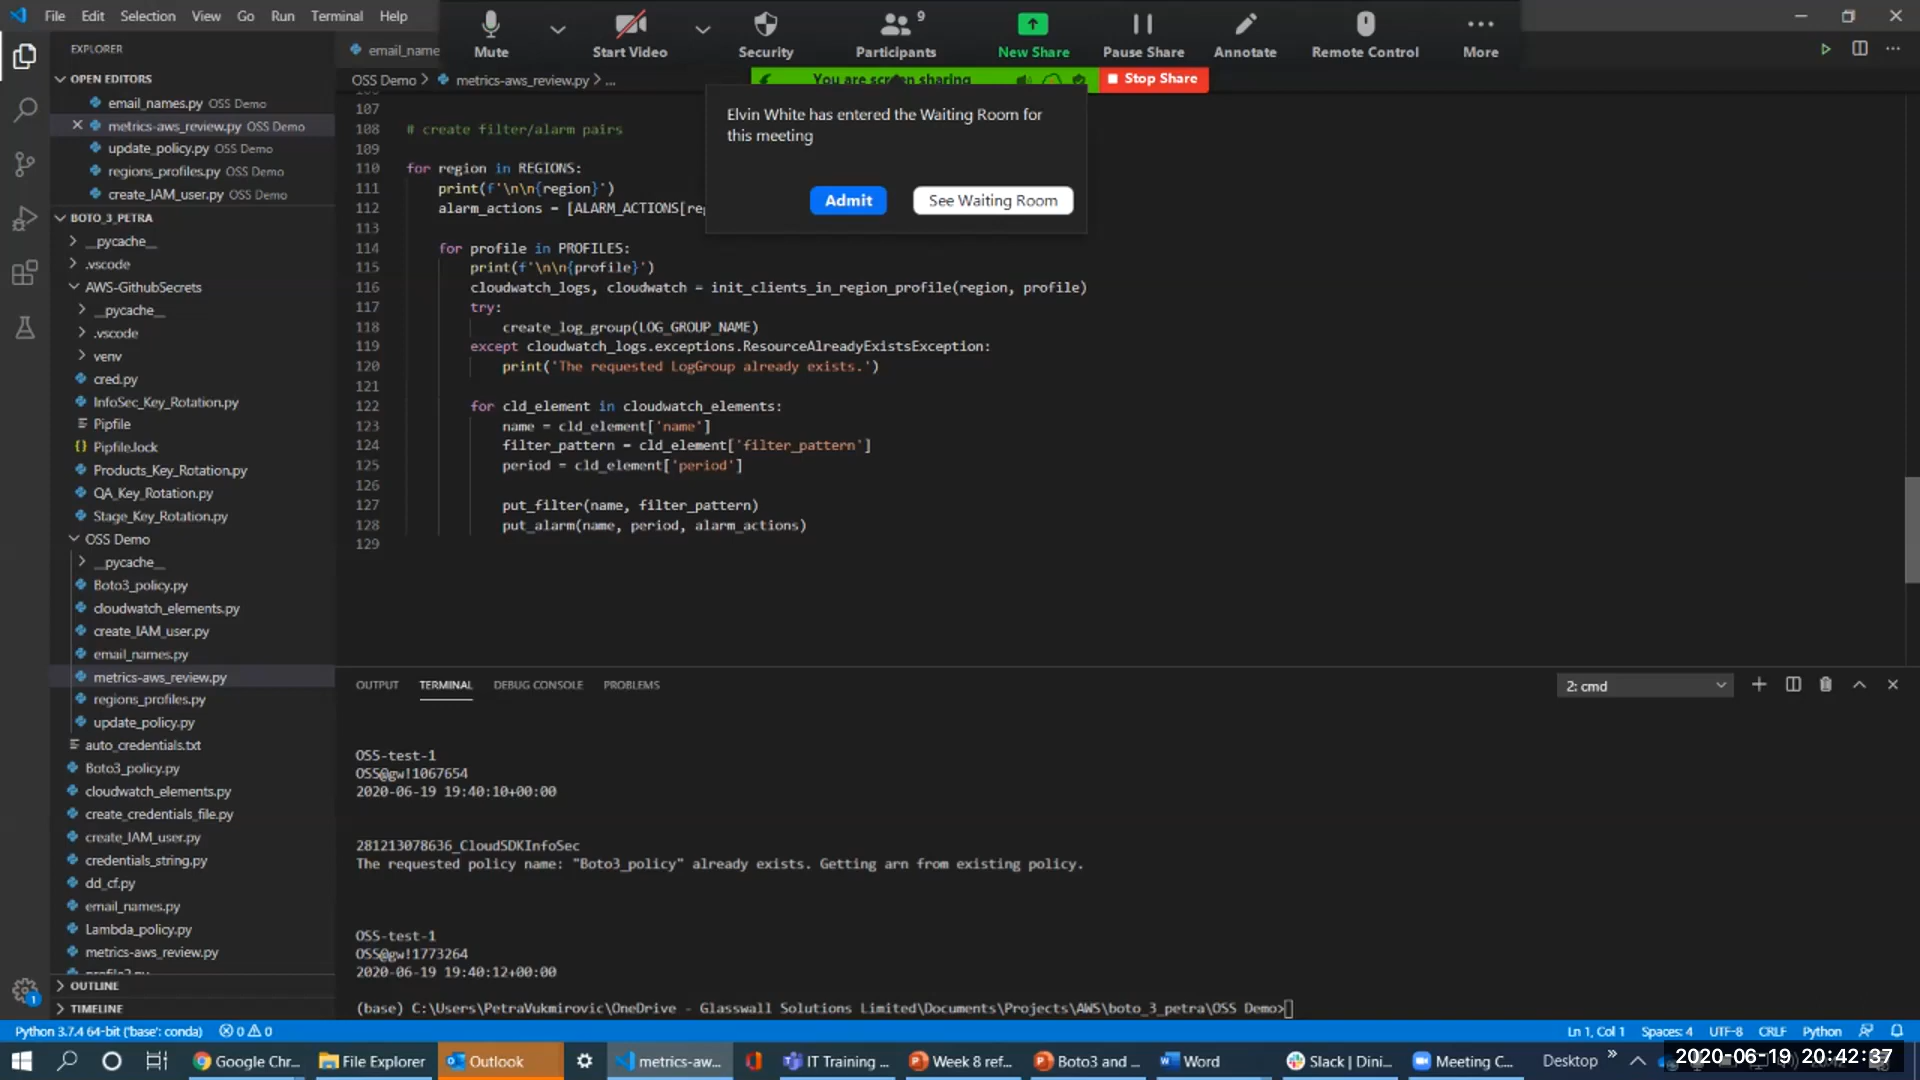 File Edit Selection View Go Run Terminal Help
Mute
Start Video
Security
9
Participants
New Share
Pause Share
Annotate
Remote Control
More
You are screen sharing
Stop Share
Elvin White has entered the Waiting Room for
this meeting
Admit
See Waiting Room
EXPLORER
OPEN EDITORS
email_names.py OSS Demo
metrics-aws_review.py OSS Demo
update_policy.py OSS Demo
regions_profiles.py OSS Demo
create_IAM_user.py OSS Demo
BOTO_3_PETRA
__pycache__
.vscode
AWS-GithubSecrets
__pycache__
.vscode
venv
cred.py
InfoSec_Key_Rotation.py
Pipfile
Pipfile.lock
Products_Key_Rotation.py
QA_Key_Rotation.py
Stage_Key_Rotation.py
OSS Demo
__pycache__
Boto3_policy.py
cloudwatch_elements.py
create_IAM_user.py
email_names.py
metrics-aws_review.py
regions_profiles.py
update_policy.py
auto_credentials.txt
Boto3_policy.py
cloudwatch_elements.py
create_credentials_file.py
create_IAM_user.py
credentials_string.py
dd_cf.py
email_names.py
Lambda_policy.py
metrics-aws_review.py
OUTLINE
TIMELINE
email_name
OSS Demo > metrics-aws_review.py > ...
107
108 # create filter/alarm pairs
109
110 for region in REGIONS:
111 print(f'\n\n{region}')
112 alarm_actions = [ALARM_ACTIONS[reg
113
114 for profile in PROFILES:
115 print(f'\n\n{profile}')
116 cloudwatch_logs, cloudwatch = init_clients_in_region_profile(region, profile)
117 try:
118 create_log_group(LOG_GROUP_NAME)
119 except cloudwatch_logs.exceptions.ResourceAlreadyExistsException:
120 print('The requested LogGroup already exists.')
121
122 for cld_element in cloudwatch_elements:
123 name = cld_element['name']
124 filter_pattern = cld_element['filter_pattern']
125 period = cld_element['period']
126
127 put_filter(name, filter_pattern)
128 put_alarm(name, period, alarm_actions)
129
OUTPUT TERMINAL DEBUG CONSOLE PROBLEMS
2: cmd
OSS-test-1
OSS@gw!1067654
2020-06-19 19:40:10+00:00
281213078636_CloudSDKInfoSec
The requested policy name: "Boto3_policy" already exists. Getting arn from existing policy.
OSS-test-1
OSS@gw!1773264
2020-06-19 19:40:12+00:00
(base) C:\Users\PetraVukmirovic\OneDrive - Glasswall Solutions Limited\Documents\Projects\AWS\boto_3_petra\OSS Demo>
1
Python 3.7.4 64-bit ('base': conda) 0 0
Ln 1, Col 1 Spaces: 4 UTF-8 CRLF Python
Google Chr... File Explorer Outlook metrics-aw... IT Training ... Week 8 ref... Boto3 and ... Word Slack | Dini... Meeting C... Desktop
2020-06-19 20:42:37